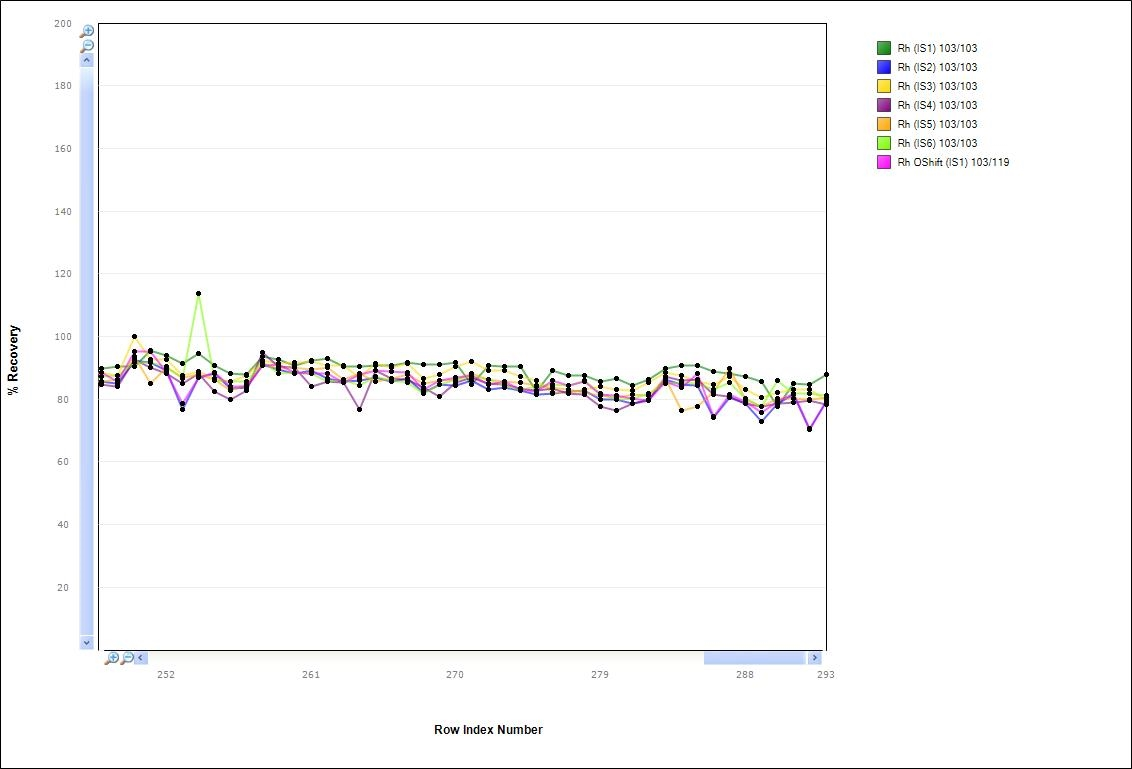 200
180
160
140
120
100
80
60
40
20
% Recovery
252 261 270 279 288 293
Row Index Number
Rh (IS1) 103/103
Rh (IS2) 103/103
Rh (IS3) 103/103
Rh (IS4) 103/103
Rh (IS5) 103/103
Rh (IS6) 103/103
Rh OShift (IS1) 103/119